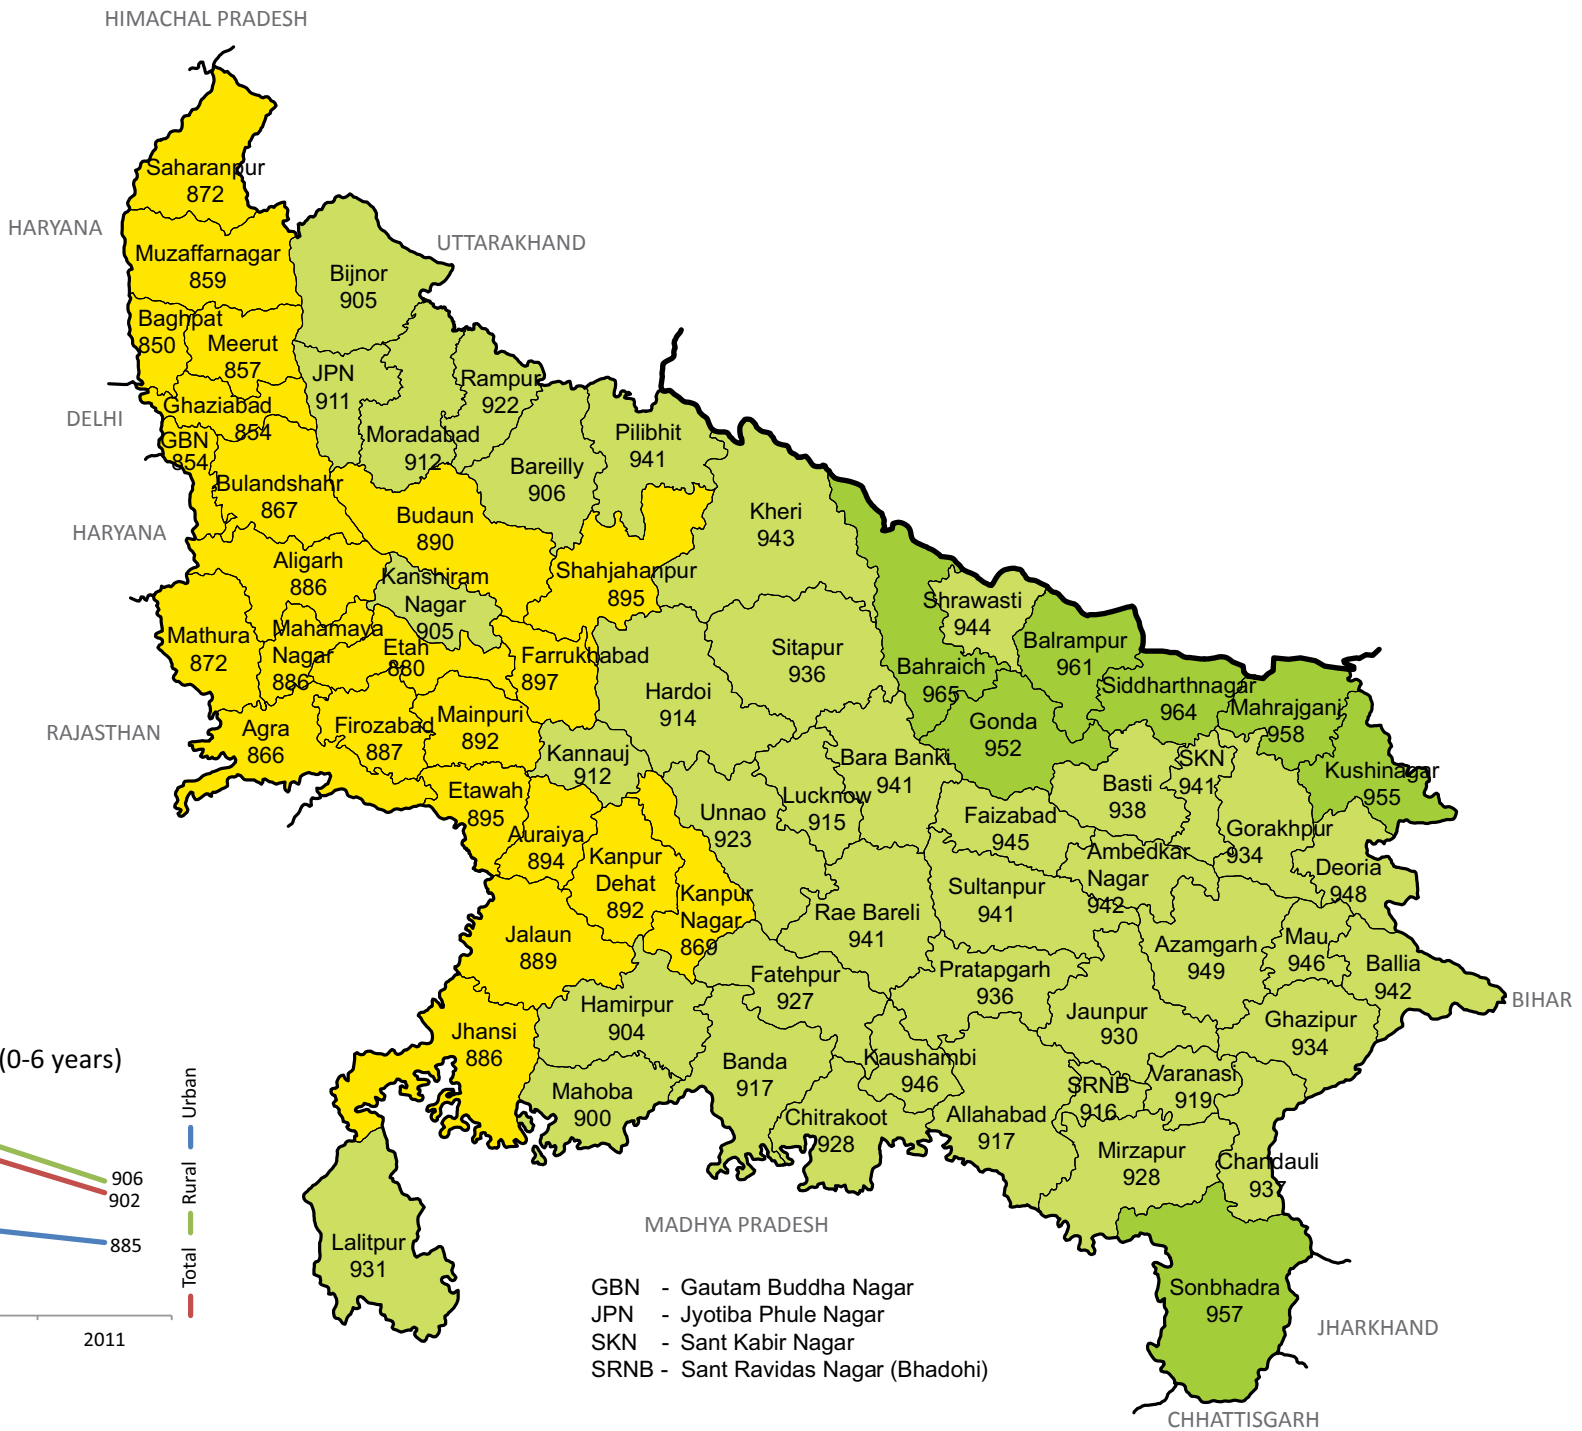 HIMACHAL PRADESH
Saharanpur
872
HARYANA
UTTARAKHAND
Muzaffarnagar
859
Bijnor
905
Baghpat
850
Meerut
857
JPN
911
Rampur
922
Ghaziabad
854
DELHI
GBN
854
Moradabad
912
Pilibhit
941
Bareilly
906
Bulandshahr
867
Budaun
890
Kheri
943
HARYANA
Aligarh
886
Kanshiram
Nagar
905
Shahjahanpur
895
Shrawasti
944
Mathura
872
Mahamaya
Nagar
886
Etah
880
Farrukhabad
897
Sitapur
936
Balrampur
961
Bahraich
965
Siddharthnagar
964
Hardoi
914
Gonda
952
Mahrajganj
958
RAJASTHAN
Agra
866
Firozabad
887
Mainpuri
892
Kannauj
912
Bara Banki
941
SKN
941
Kushinagar
955
Etawah
895
Unnao
923
Lucknow
915
Basti
938
Faizabad
945
Gorakhpur
934
Auraiya
894
Kanpur
Dehat
892
Ambedkar
Nagar
942
Deoria
948
Kanpur
Nagar
869
Sultanpur
941
Rae Bareli
941
Jalaun
889
Azamgarh
949
Mau
946
Ballia
942
Fatehpur
927
Pratapgarh
936
BIHAR
Hamirpur
904
Jaunpur
930
Ghazipur
934
Jhansi
886
(0-6 years)
Banda
917
Kaushambi
946
Varanasi
919
SRNB
916
Mahoba
900
Chitrakoot
928
Allahabad
917
Mirzapur
928
Chandauli
937
906
902
885
Urban
Rural
Total
2011
MADHYA PRADESH
Lalitpur
931
Sonbhadra
957
GBN - Gautam Buddha Nagar
JPN - Jyotiba Phule Nagar
SKN - Sant Kabir Nagar
SRNB - Sant Ravidas Nagar (Bhadohi)
JHARKHAND
CHHATTISGARH